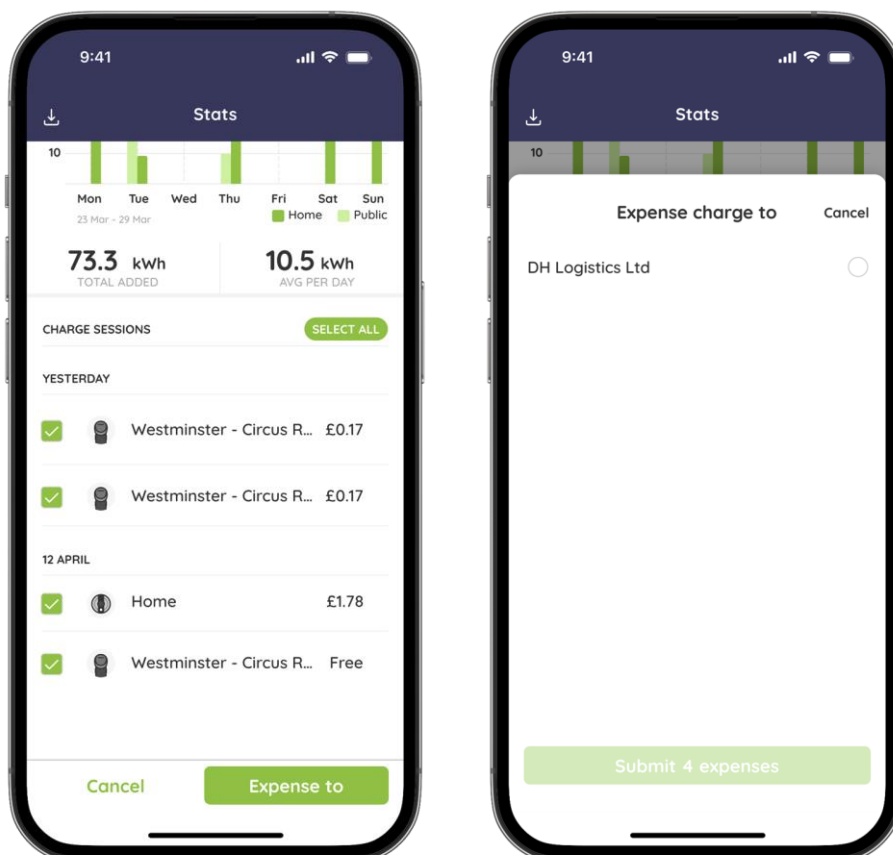 9:41
Stats
10
Mon Tue Wed Thu Fri Sat Sun
23 Mar - 29 Mar
Home Public
73.3 kWh
TOTAL ADDED
10.5 kWh
AVG PER DAY
CHARGE SESSIONS
SELECT ALL
YESTERDAY
Westminster - Circus R... £0.17
Westminster - Circus R... £0.17
12 APRIL
Home £1.78
Westminster - Circus R... Free
Cancel
Expense to
9:41
Stats
10
Expense charge to
Cancel
DH Logistics Ltd
Submit 4 expenses